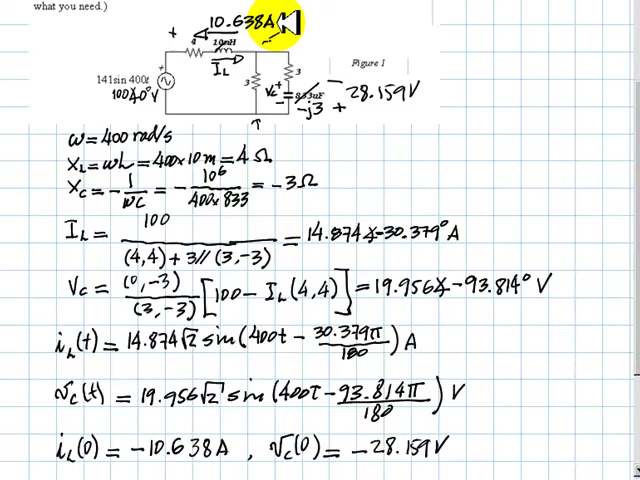 what you need.)
+ 10.638A
4 10mH
I_L
Figure 1
+
141sin 400t
100∡0° V
3
3
V_C + − 833uF
−j3
− 28.159V +
ω = 400 rad/s
X_L = ωL = 400×10m = 4 Ω
X_C = −1/ωC = −10^6/(400×833) = −3Ω
I_L = 100/((4,4)+3//(3,−3)) = 14.874∡−30.379° A
V_C = (0,−3)/(3,−3) [100 − I_L(4,4)] = 19.956∡−93.814° V
i_L(t) = 14.874√2 sin(400t − 30.379π/180) A
v_C(t) = 19.956√2 sin(400t − 93.814π/180) V
i_L(0) = −10.638A , v_C(0) = −28.159V